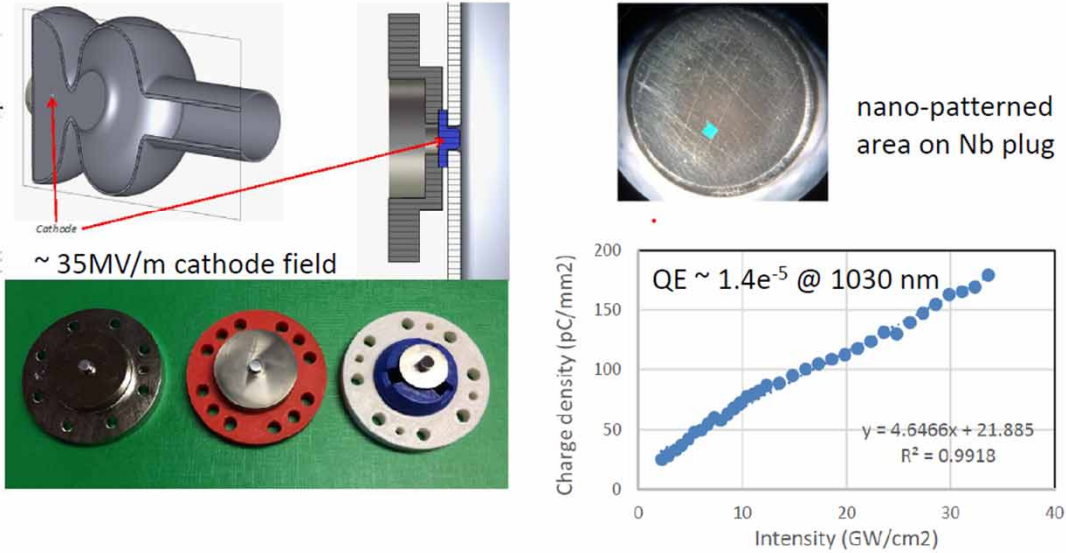 Cathode
~ 35MV/m cathode field
nano-patterned
area on Nb plug
QE ~ 1.4e-5 @ 1030 nm
Charge density (pC/mm2)
200
150
100
50
0
y = 4.6466x + 21.885
R² = 0.9918
0 10 20 30 40
Intensity (GW/cm2)